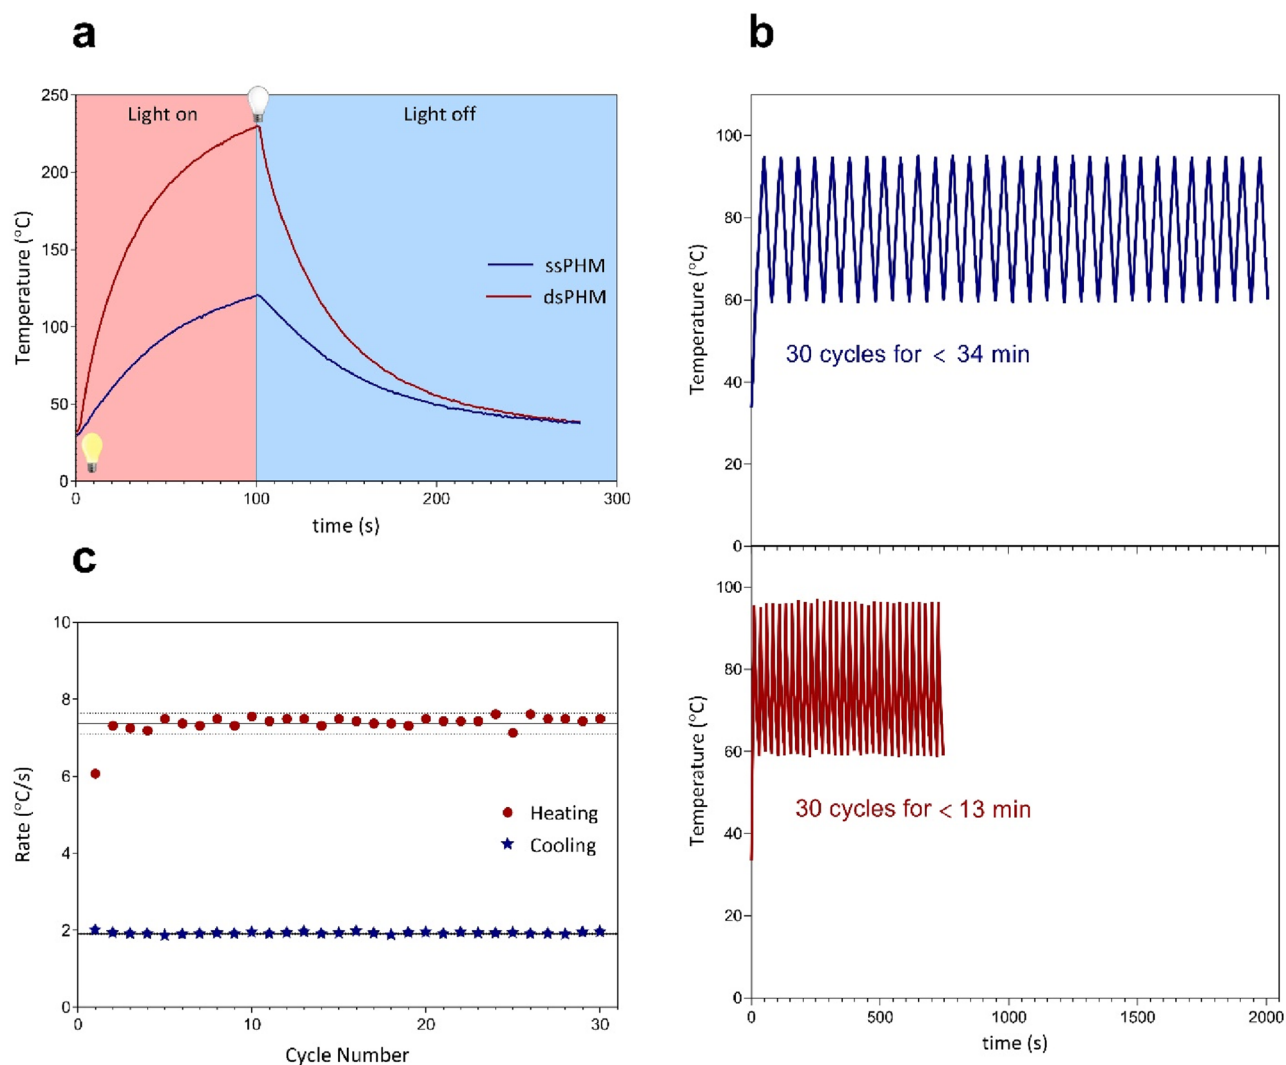 a
250
200
150
100
50
0
Temperature (°C)
Light on
Light off
ssPHM
dsPHM
0
100
200
300
time (s)
b
100
80
60
40
20
0
Temperature (°C)
30 cycles for < 34 min
100
80
60
40
20
0
Temperature (°C)
30 cycles for < 13 min
0
500
1000
1500
2000
time (s)
c
10
8
6
4
2
0
Rate (°C/s)
Heating
Cooling
0
10
20
30
Cycle Number